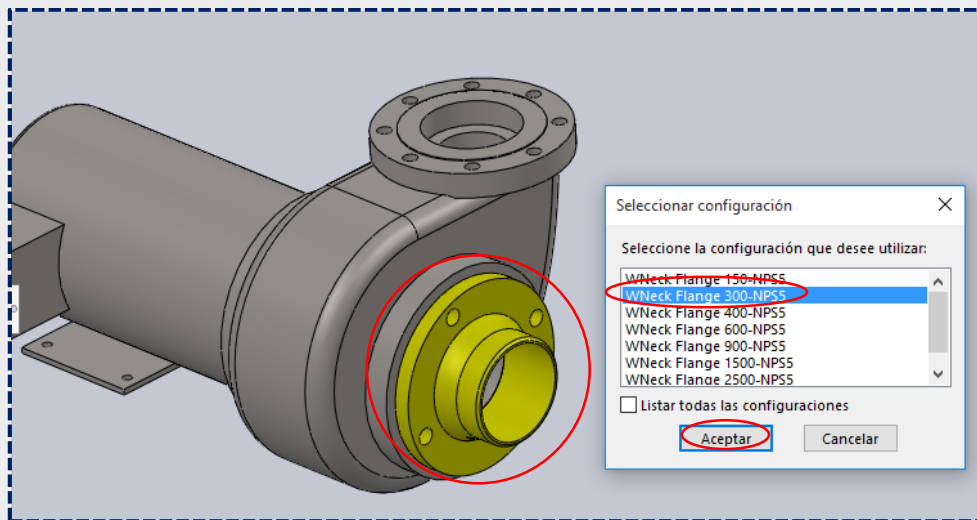 Seleccionar configuración
Seleccione la configuración que desee utilizar:
WNeck Flange 150-NPS5
WNeck Flange 300-NPS5
WNeck Flange 400-NPS5
WNeck Flange 600-NPS5
WNeck Flange 900-NPS5
WNeck Flange 1500-NPS5
WNeck Flange 2500-NPS5
Listar todas las configuraciones
Aceptar
Cancelar